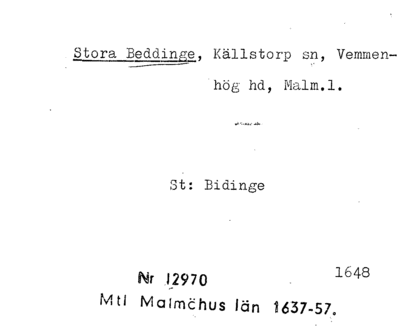 Stora Beddinge, Källstorp sn, Vemmen-
hög hd, Malm.l.
St: Bidinge
1648
Nr 12970
Mtl Malmöhus län 1637-57.